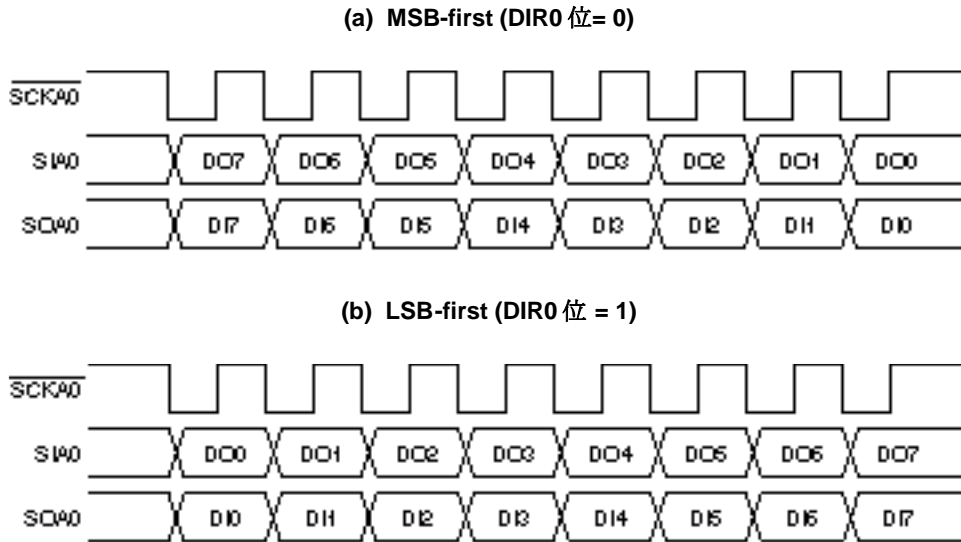 (a) MSB-first (DIR0 位= 0)
SCKA0
SIA0 DO7 DO6 DO5 DO4 DO3 DO2 DO1 DO0
SOA0 DI7 DI6 DI5 DI4 DI3 DI2 DI1 DI0
(b) LSB-first (DIR0 位 = 1)
SCKA0
SIA0 DO0 DO1 DO2 DO3 DO4 DO5 DO6 DO7
SOA0 DI0 DI1 DI2 DI3 DI4 DI5 DI6 DI7